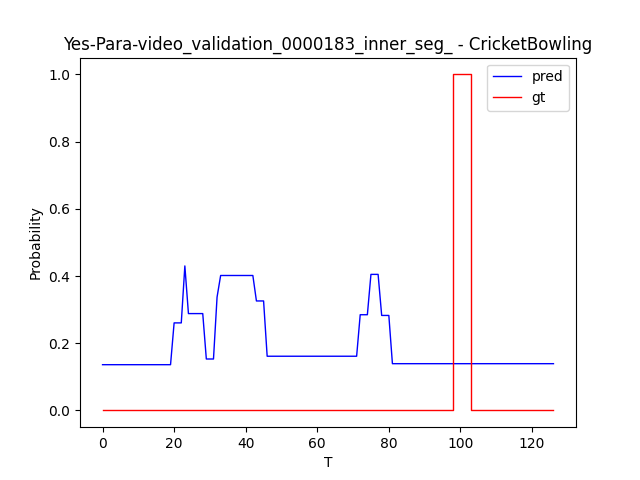 Yes-Para-video_validation_0000183_inner_seg_ - CricketBowling
pred
gt
1.0
0.8
0.6
0.4
0.2
0.0
Probability
0 20 40 60 80 100 120
T